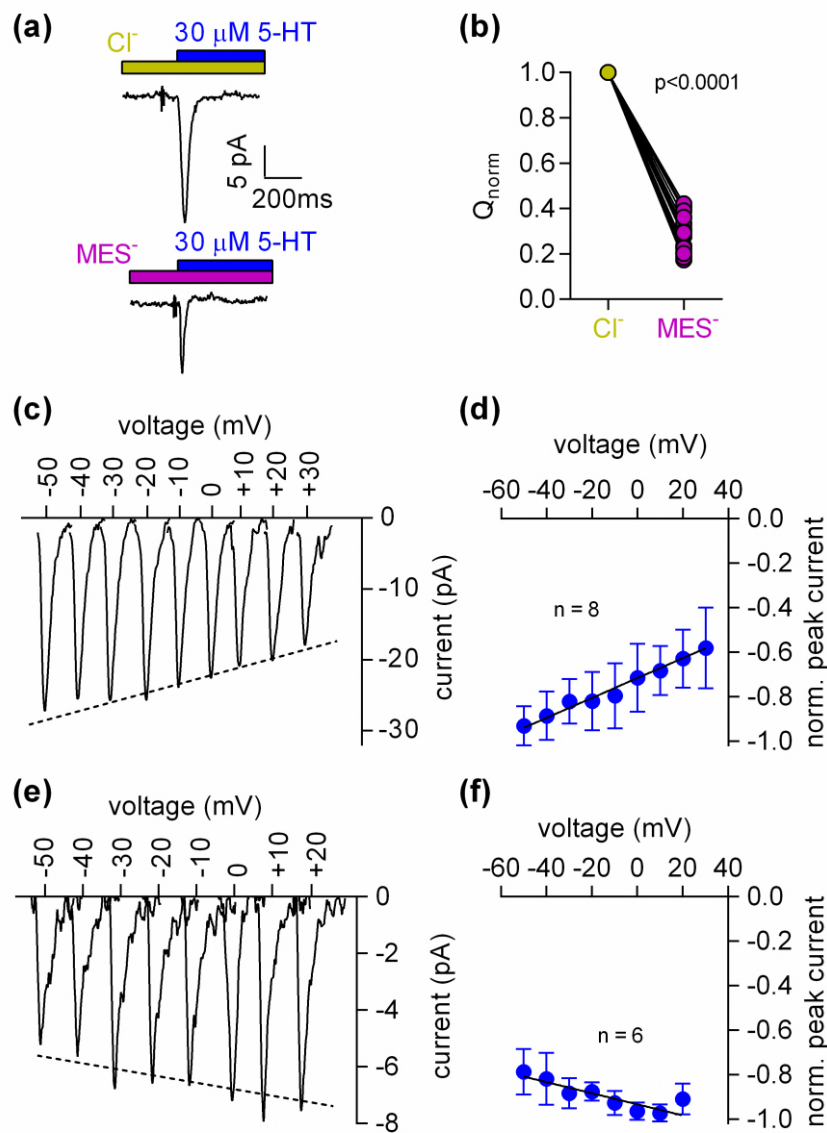 (a)
30 μM 5-HT
Cl⁻
5 pA
200ms
30 μM 5-HT
MES⁻
(b)
1.0
0.8
0.6
0.4
0.2
0.0
Qnorm
p<0.0001
Cl⁻ MES⁻
(c)
voltage (mV)
-50 -40 -30 -20 -10 0 +10 +20 +30
0
-10
-20
-30
current (pA)
(d)
voltage (mV)
-60 -40 -20 0 20 40
0.0
-0.2
-0.4
-0.6
-0.8
-1.0
norm. peak current
n = 8
(e)
voltage (mV)
-50 -40 -30 -20 -10 0 +10 +20
0
-2
-4
-6
-8
current (pA)
(f)
voltage (mV)
-60 -40 -20 0 20 40
0.0
-0.2
-0.4
-0.6
-0.8
-1.0
norm. peak current
n = 6